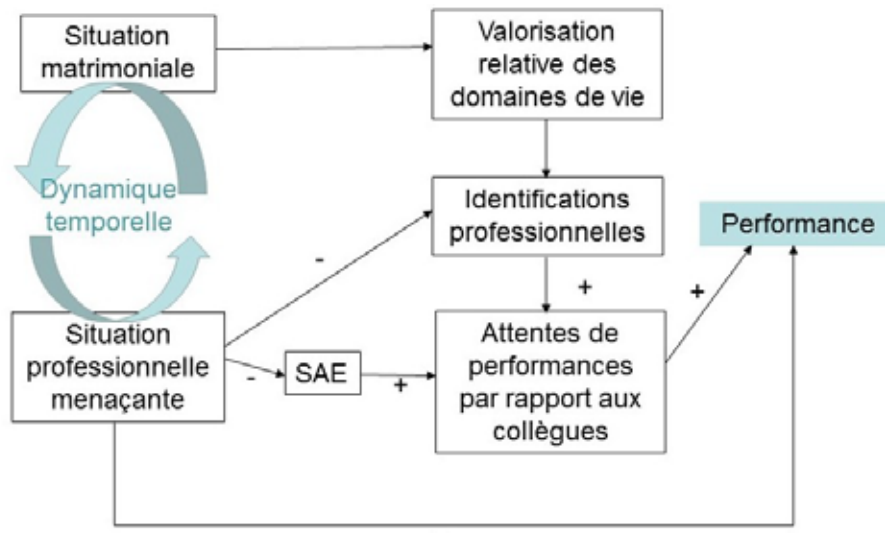 Situation
matrimoniale
Valorisation
relative des
domaines de vie
Dynamique
temporelle
Identifications
professionnelles
Performance
-
+
+
Situation
professionnelle
menaçante
-
SAE
+
Attentes de
performances
par rapport aux
collègues